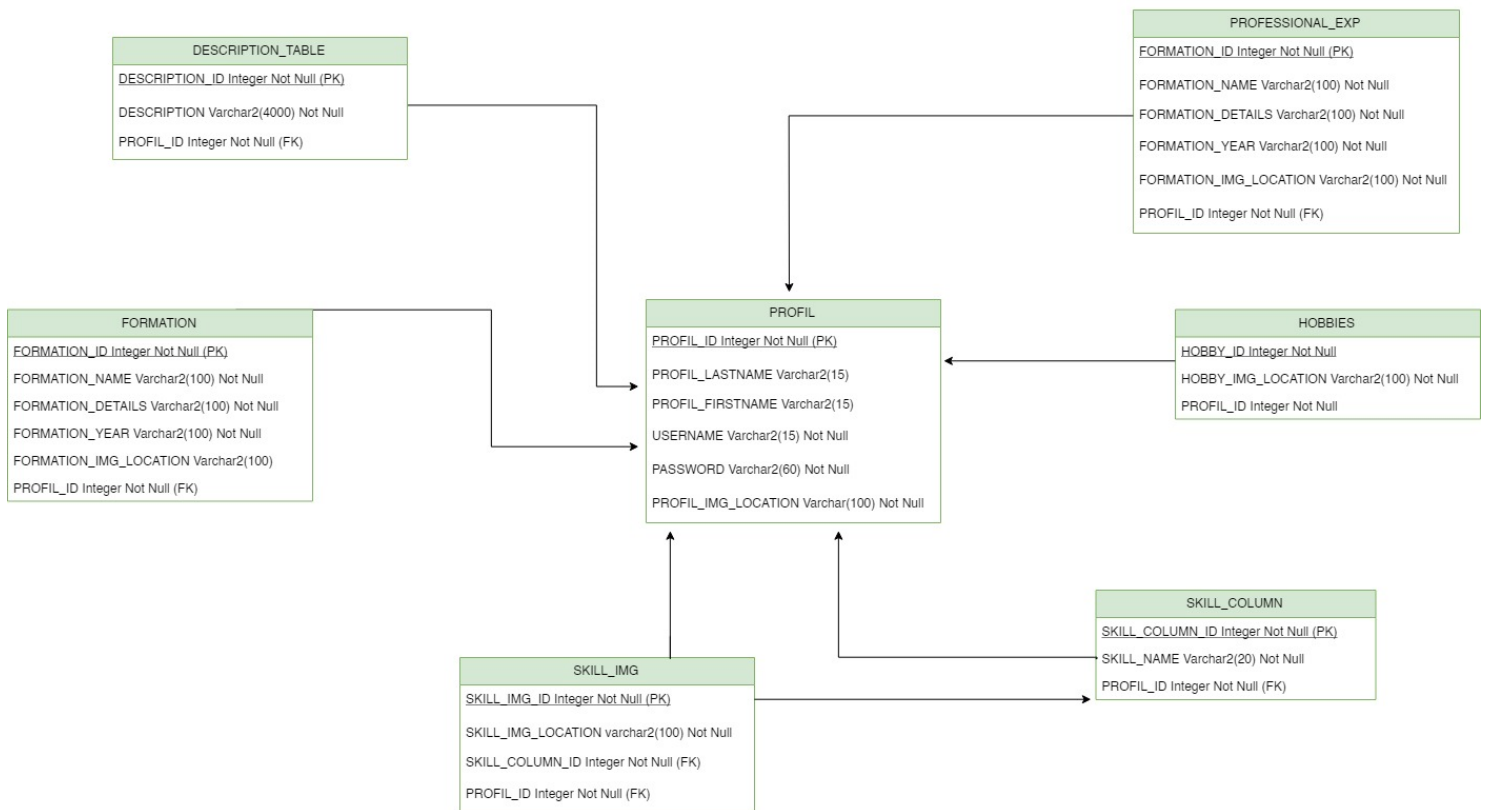 DESCRIPTION_TABLE
DESCRIPTION_ID Integer Not Null (PK)
DESCRIPTION Varchar2(4000) Not Null
PROFIL_ID Integer Not Null (FK)
PROFESSIONAL_EXP
FORMATION_ID Integer Not Null (PK)
FORMATION_NAME Varchar2(100) Not Null
FORMATION_DETAILS Varchar2(100) Not Null
FORMATION_YEAR Varchar2(100) Not Null
FORMATION_IMG_LOCATION Varchar2(100) Not Null
PROFIL_ID Integer Not Null (FK)
FORMATION
FORMATION_ID Integer Not Null (PK)
FORMATION_NAME Varchar2(100) Not Null
FORMATION_DETAILS Varchar2(100) Not Null
FORMATION_YEAR Varchar2(100) Not Null
FORMATION_IMG_LOCATION Varchar2(100)
PROFIL_ID Integer Not Null (FK)
PROFIL
PROFIL_ID Integer Not Null (PK)
PROFIL_LASTNAME Varchar2(15)
PROFIL_FIRSTNAME Varchar2(15)
USERNAME Varchar2(15) Not Null
PASSWORD Varchar2(60) Not Null
PROFIL_IMG_LOCATION Varchar(100) Not Null
HOBBIES
HOBBY_ID Integer Not Null
HOBBY_IMG_LOCATION Varchar2(100) Not Null
PROFIL_ID Integer Not Null
SKILL_IMG
SKILL_IMG_ID Integer Not Null (PK)
SKILL_IMG_LOCATION varchar2(100) Not Null
SKILL_COLUMN_ID Integer Not Null (FK)
PROFIL_ID Integer Not Null (FK)
SKILL_COLUMN
SKILL_COLUMN_ID Integer Not Null (PK)
SKILL_NAME Varchar2(20) Not Null
PROFIL_ID Integer Not Null (FK)